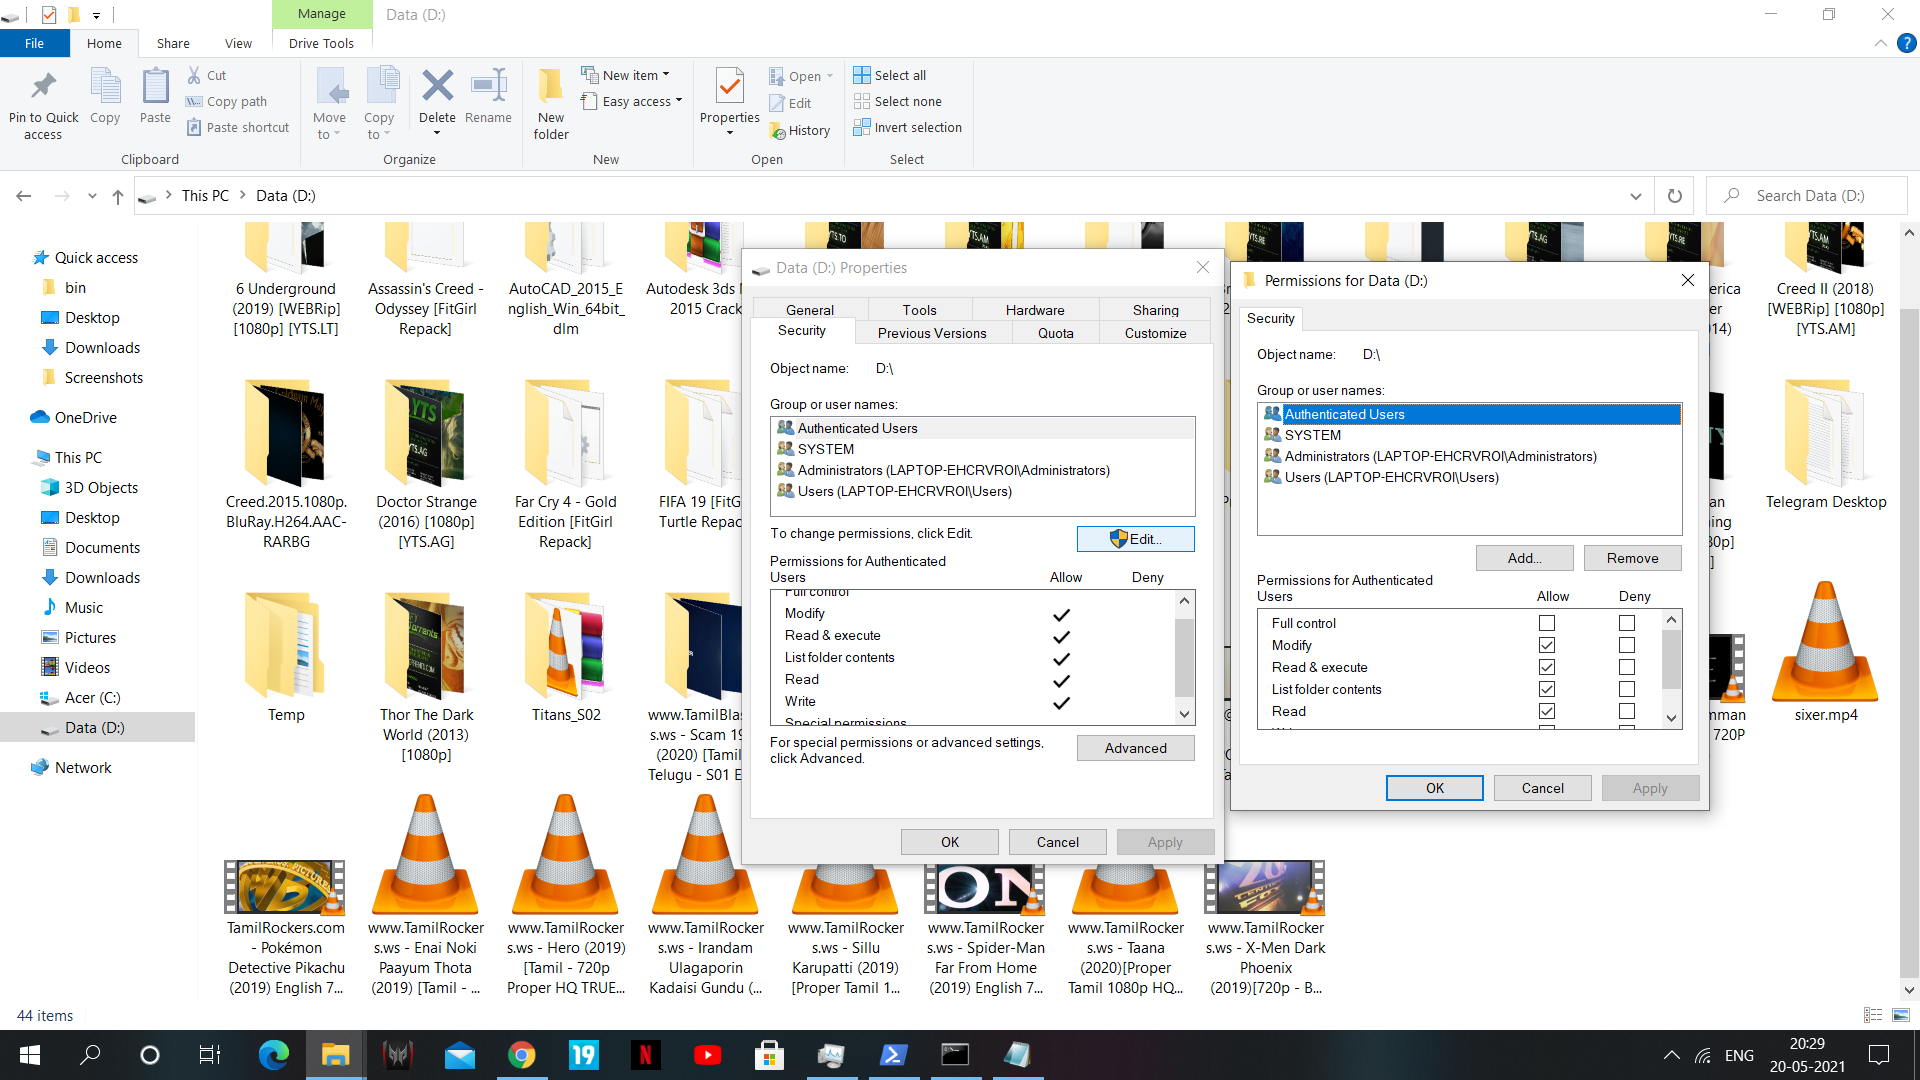 Manage
Data (D:)
File
Home
Share
View
Drive Tools
Pin to Quick
access
Copy
Paste
Cut
Copy path
Paste shortcut
Clipboard
Move
to
Copy
to
Delete
Rename
Organize
New
folder
New item
Easy access
New
Properties
Open
Edit
History
Open
Select all
Select none
Invert selection
Select
This PC
Data (D:)
Search Data (D:)
Quick access
bin
Desktop
Downloads
Screenshots
OneDrive
This PC
3D Objects
Desktop
Documents
Downloads
Music
Pictures
Videos
Acer (C:)
Data (D:)
Network
6 Underground
(2019) [WEBRip]
[1080p] [YTS.LT]
Assassin's Creed -
Odyssey [FitGirl
Repack]
AutoCAD_2015_E
nglish_Win_64bit_
dlm
Autodesk 3ds
2015 Crack
Creed II (2018)
[WEBRip] [1080p]
[YTS.AM]
Creed.2015.1080p.
BluRay.H264.AAC-
RARBG
Doctor Strange
(2016) [1080p]
[YTS.AG]
Far Cry 4 - Gold
Edition [FitGirl
Repack]
FIFA 19 [FitG
Turtle Repac
Telegram Desktop
Temp
Thor The Dark
World (2013)
[1080p]
Titans_S02
www.TamilBlas
s.ws - Scam 19
(2020) [Tamil
Telugu - S01 E
720P
sixer.mp4
TamilRockers.com
- Pokémon
Detective Pikachu
(2019) English 7...
www.TamilRocker
s.ws - Enai Noki
Paayum Thota
(2019) [Tamil - ...
www.TamilRocker
s.ws - Hero (2019)
[Tamil - 720p
Proper HQ TRUE...
www.TamilRocker
s.ws - Irandam
Ulagaporin
Kadaisi Gundu (...
www.TamilRocker
s.ws - Sillu
Karupatti (2019)
[Proper Tamil 1...
www.TamilRocker
s.ws - Spider-Man
Far From Home
(2019) English 7...
www.TamilRocker
s.ws - Taana
(2020)[Proper
Tamil 1080p HQ...
www.TamilRocker
s.ws - X-Men Dark
Phoenix
(2019)[720p - B...
Data (D:) Properties
General
Tools
Hardware
Sharing
Security
Previous Versions
Quota
Customize
Object name: D:\
Group or user names:
Authenticated Users
SYSTEM
Administrators (LAPTOP-EHCRVROI\Administrators)
Users (LAPTOP-EHCRVROI\Users)
To change permissions, click Edit.
Edit...
Permissions for Authenticated
Users
Allow
Deny
Full control
Modify
Read & execute
List folder contents
Read
Write
Special permissions
For special permissions or advanced settings,
click Advanced.
Advanced
OK
Cancel
Apply
Permissions for Data (D:)
Security
Object name: D:\
Group or user names:
Authenticated Users
SYSTEM
Administrators (LAPTOP-EHCRVROI\Administrators)
Users (LAPTOP-EHCRVROI\Users)
Add...
Remove
Permissions for Authenticated
Users
Allow
Deny
Full control
Modify
Read & execute
List folder contents
Read
OK
Cancel
Apply
44 items
19
N
ENG
20:29
20-05-2021